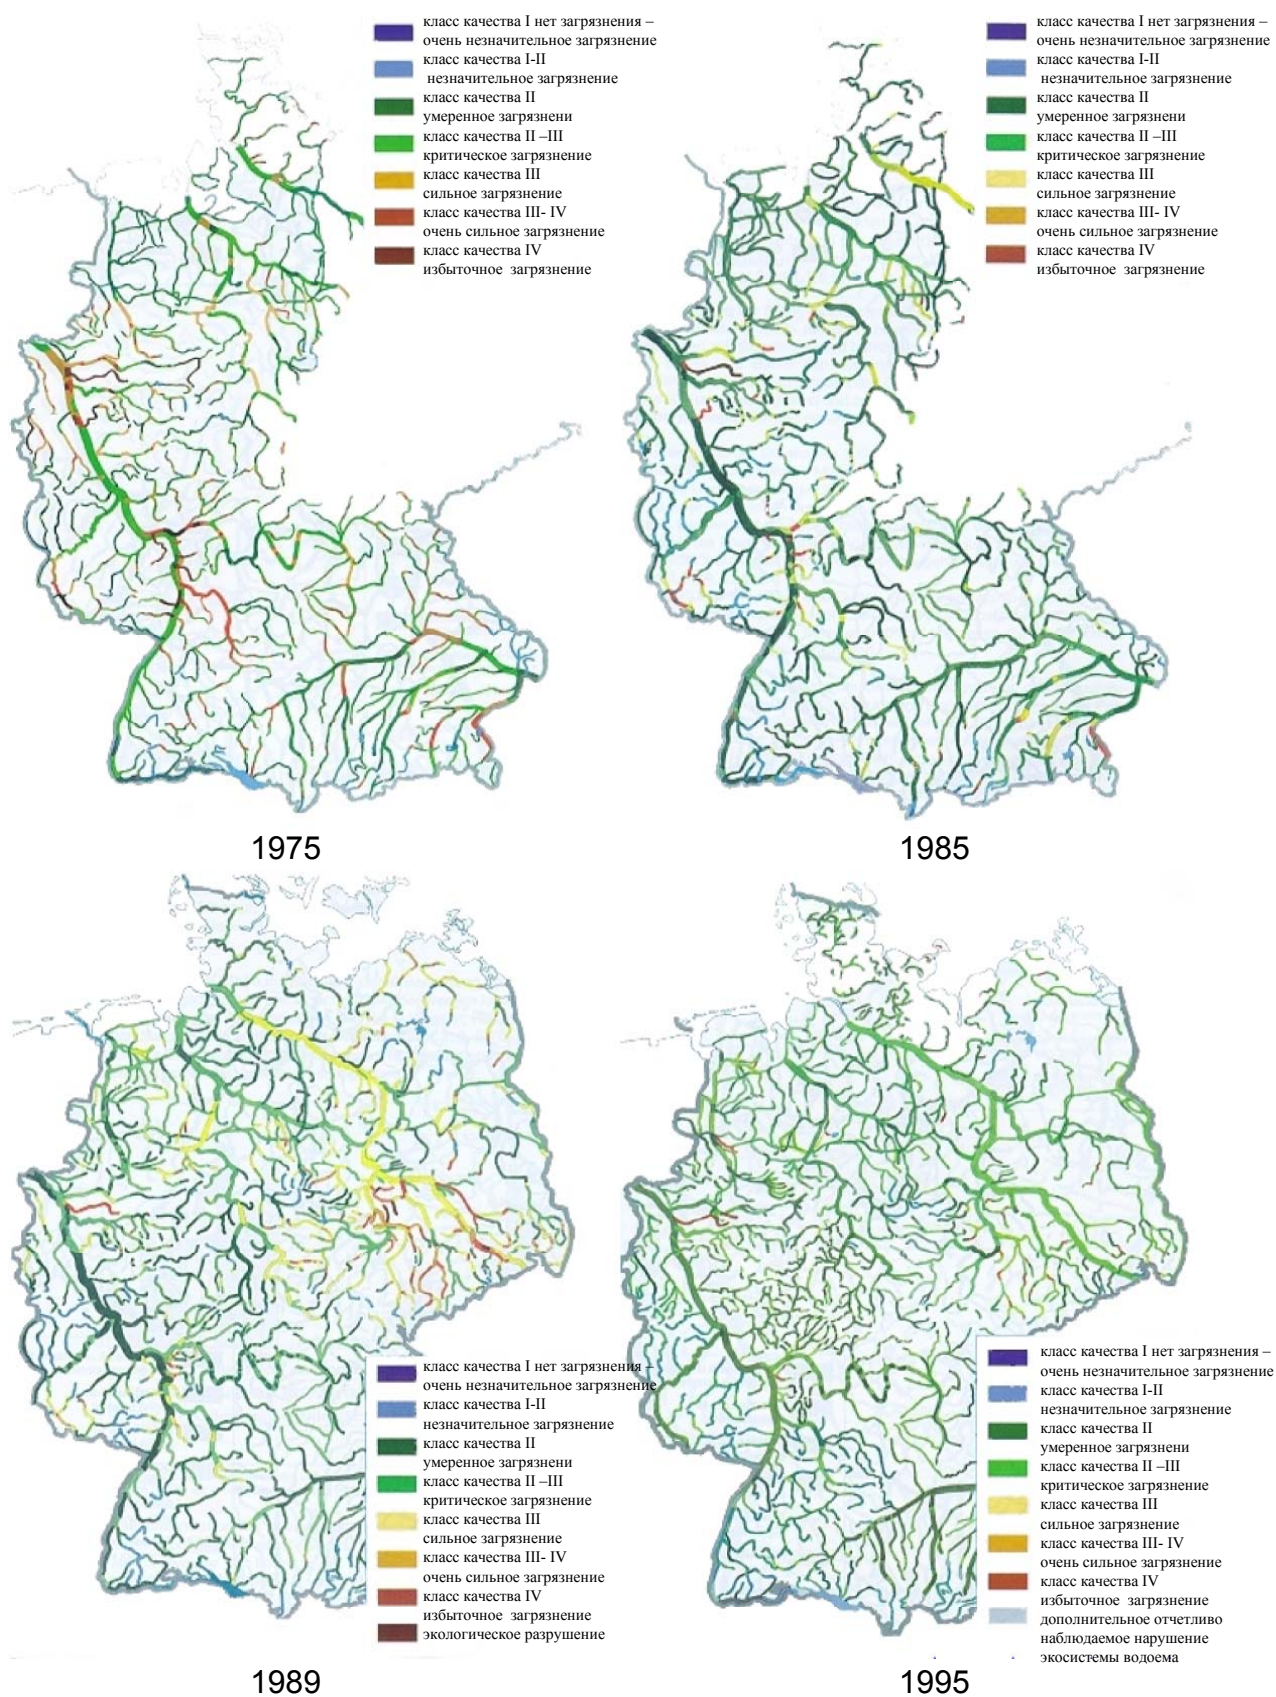 класс качества I нет загрязнения –
очень незначительное загрязнение
класс качества I-II
незначительное загрязнение
класс качества II
умеренное загрязнени
класс качества II –III
критическое загрязнение
класс качества III
сильное загрязнение
класс качества III- IV
очень сильное загрязнение
класс качества IV
избыточное загрязнение
1975
класс качества I нет загрязнения –
очень незначительное загрязнение
класс качества I-II
незначительное загрязнение
класс качества II
умеренное загрязнени
класс качества II –III
критическое загрязнение
класс качества III
сильное загрязнение
класс качества III- IV
очень сильное загрязнение
класс качества IV
избыточное загрязнение
1985
класс качества I нет загрязнения –
очень незначительное загрязнение
класс качества I-II
незначительное загрязнение
класс качества II
умеренное загрязнени
класс качества II –III
критическое загрязнение
класс качества III
сильное загрязнение
класс качества III- IV
очень сильное загрязнение
класс качества IV
избыточное загрязнение
экологическое разрушение
1989
класс качества I нет загрязнения –
очень незначительное загрязнение
класс качества I-II
незначительное загрязнение
класс качества II
умеренное загрязнени
класс качества II –III
критическое загрязнение
класс качества III
сильное загрязнение
класс качества III- IV
очень сильное загрязнение
класс качества IV
избыточное загрязнение
дополнительное отчетливо
наблюдаемое нарушение
экосистемы водоема
1995